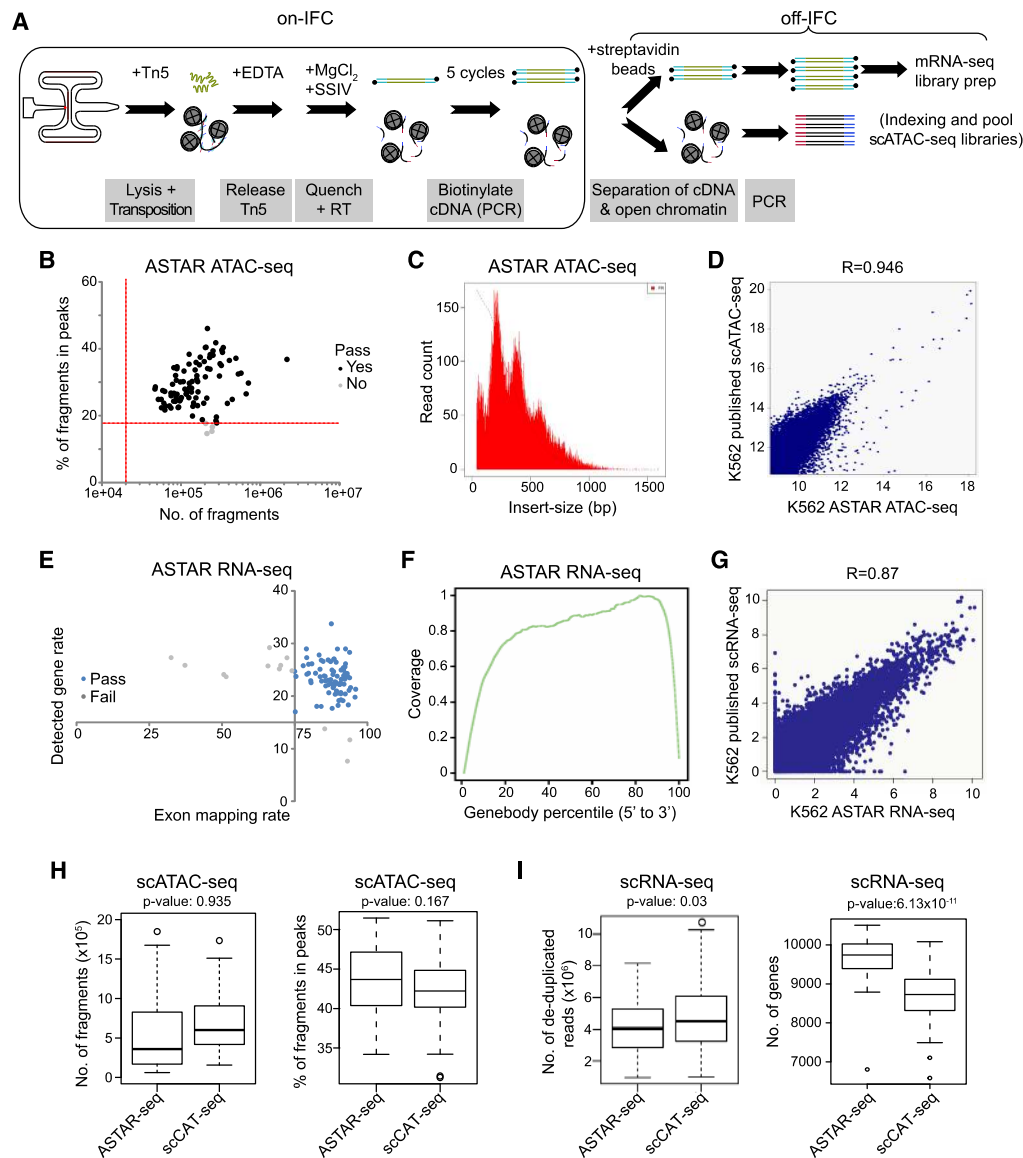 A
on-IFC
off-IFC
+Tn5
+EDTA
+MgCl2
+SSIV
5 cycles
+streptavidin
beads
mRNA-seq
library prep
(Indexing and pool
scATAC-seq libraries)
Lysis +
Transposition
Release
Tn5
Quench
+ RT
Biotinylate
cDNA (PCR)
Separation of cDNA
& open chromatin
PCR
B
ASTAR ATAC-seq
% of fragments in peaks
60
40
20
0
1e+04
1e+05
1e+06
1e+07
No. of fragments
Pass
Yes
No
C
ASTAR ATAC-seq
Read count
150
100
50
0
0
500
1000
1500
Insert-size (bp)
D
R=0.946
K562 published scATAC-seq
20
18
16
14
12
10
12
14
16
18
K562 ASTAR ATAC-seq
E
ASTAR RNA-seq
Detected gene rate
40
30
20
10
0
0
25
50
75
100
Pass
Fail
Exon mapping rate
F
ASTAR RNA-seq
Coverage
1
0.8
0.6
0.4
0.2
0
0
20
40
60
80
100
Genebody percentile (5' to 3')
G
R=0.87
K562 published scRNA-seq
10
8
6
4
2
0
0
2
4
6
8
10
K562 ASTAR RNA-seq
H
scATAC-seq
p-value: 0.935
No. of fragments (x10⁵)
20
15
10
5
0
ASTAR-seq
scCAT-seq
scATAC-seq
p-value: 0.167
% of fragments in peaks
50
45
40
35
ASTAR-seq
scCAT-seq
I
scRNA-seq
p-value: 0.03
No. of de-duplicated
reads (x10⁶)
10
8
6
4
2
ASTAR-seq
scCAT-seq
scRNA-seq
p-value:6.13x10⁻¹¹
No. of genes
10000
9000
8000
7000
ASTAR-seq
scCAT-seq